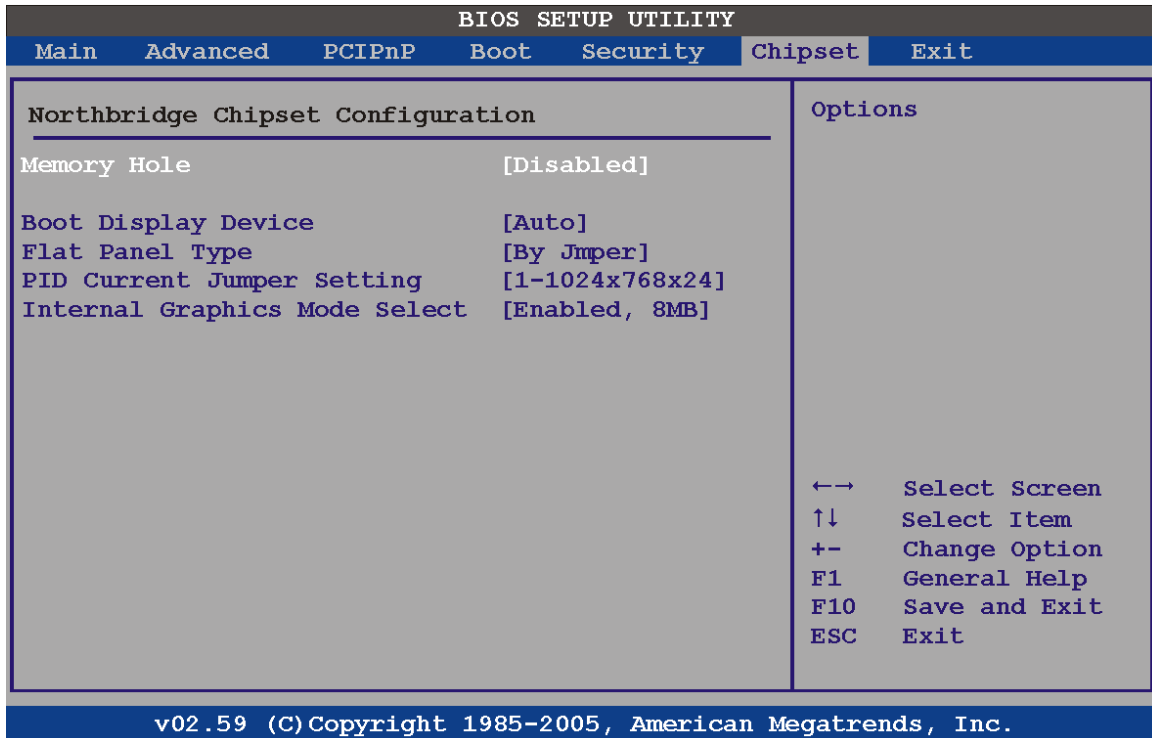 BIOS SETUP UTILITY
Main Advanced PCIPnP Boot Security Chipset Exit
Northbridge Chipset Configuration
Memory Hole [Disabled]
Boot Display Device [Auto]
Flat Panel Type [By Jmper]
PID Current Jumper Setting [1-1024x768x24]
Internal Graphics Mode Select [Enabled, 8MB]
Options
←→ Select Screen
↑↓ Select Item
+- Change Option
F1 General Help
F10 Save and Exit
ESC Exit
v02.59 (C)Copyright 1985-2005, American Megatrends, Inc.